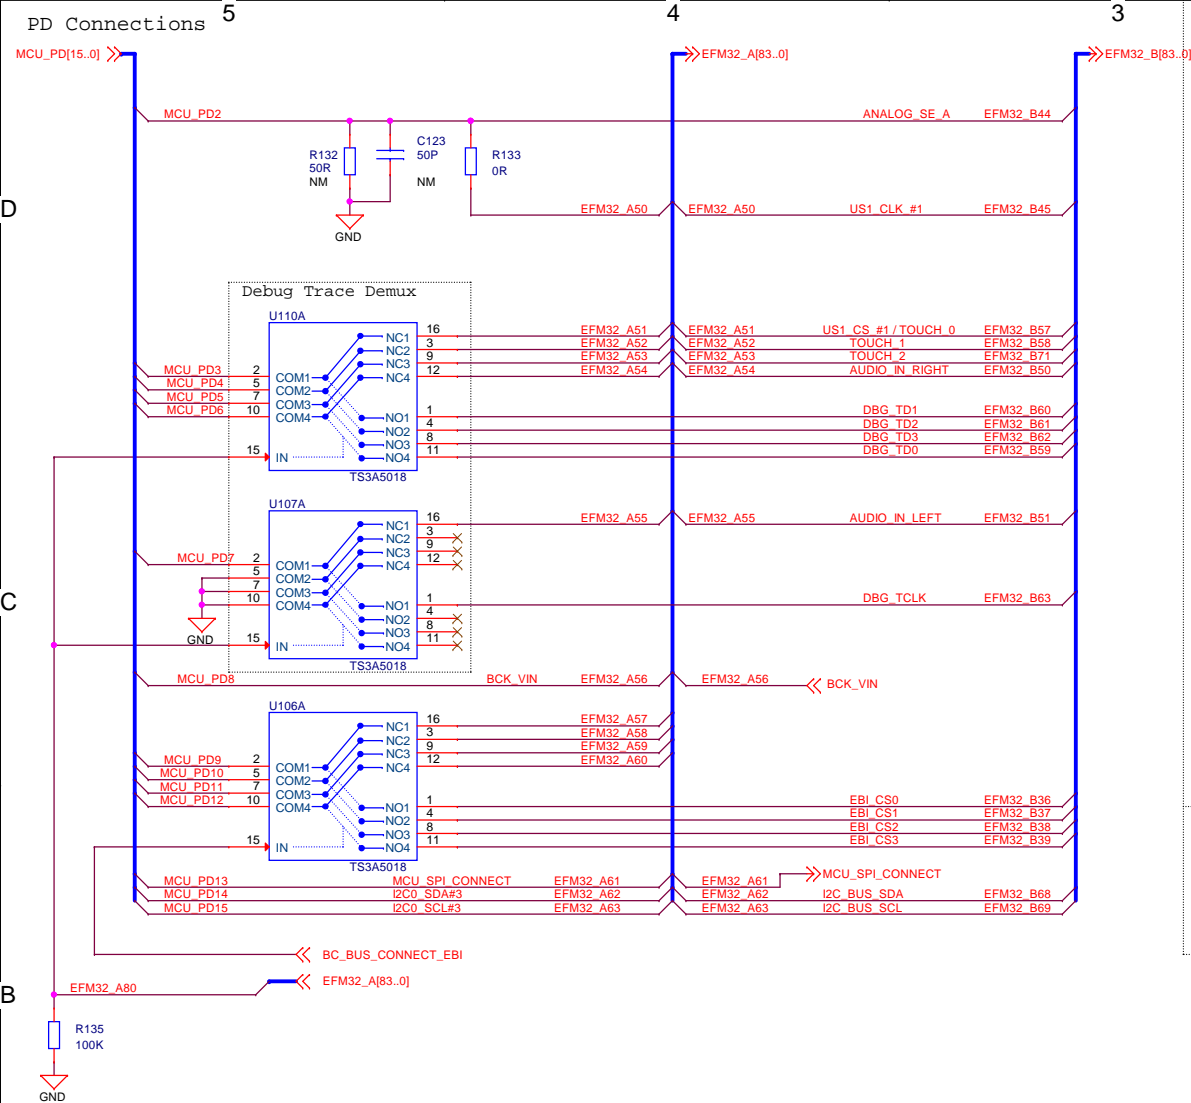 5 4 3
PD Connections
MCU_PD[15..0] EFM32_A[83..0] EFM32_B[83..0]
MCU_PD2 ANALOG_SE_A EFM32_B44
R132 50R NM
C123 50P NM
R133 0R
D
EFM32_A50 EFM32_A50 US1_CLK_#1 EFM32_B45
GND
Debug Trace Demux
U110A
16 NC1 EFM32_A51 EFM32_A51 US1_CS_#1 / TOUCH_0 EFM32_B57
3 NC2 EFM32_A52 EFM32_A52 TOUCH_1 EFM32_B58
9 NC3 EFM32_A53 EFM32_A53 TOUCH_2 EFM32_B71
MCU_PD3 2 COM1 NC4 12 EFM32_A54 EFM32_A54 AUDIO_IN_RIGHT EFM32_B50
MCU_PD4 5 COM2
MCU_PD5 7 COM3
MCU_PD6 10 COM4 NO1 1 DBG_TD1 EFM32_B60
NO2 4 DBG_TD2 EFM32_B61
NO3 8 DBG_TD3 EFM32_B62
15 IN NO4 11 DBG_TD0 EFM32_B59
TS3A5018
U107A
NC1 16 EFM32_A55 EFM32_A55 AUDIO_IN_LEFT EFM32_B51
NC2 3
NC3 9
MCU_PD7 2 COM1 NC4 12
5 COM2
7 COM3
C
10 COM4 NO1 1 DBG_TCLK EFM32_B63
NO2 4
NO3 8
GND 15 IN NO4 11
TS3A5018
MCU_PD8 BCK_VIN EFM32_A56 EFM32_A56 BCK_VIN
U106A
NC1 16 EFM32_A57
NC2 3 EFM32_A58
NC3 9 EFM32_A59
MCU_PD9 2 COM1 NC4 12 EFM32_A60
MCU_PD10 5 COM2
MCU_PD11 7 COM3
MCU_PD12 10 COM4 NO1 1 EBI_CS0 EFM32_B36
NO2 4 EBI_CS1 EFM32_B37
NO3 8 EBI_CS2 EFM32_B38
15 IN NO4 11 EBI_CS3 EFM32_B39
TS3A5018
MCU_PD13 MCU_SPI_CONNECT EFM32_A61 EFM32_A61 MCU_SPI_CONNECT
MCU_PD14 I2C0_SDA#3 EFM32_A62 EFM32_A62 I2C_BUS_SDA EFM32_B68
MCU_PD15 I2C0_SCL#3 EFM32_A63 EFM32_A63 I2C_BUS_SCL EFM32_B69
BC_BUS_CONNECT_EBI
EFM32_A[83..0]
B
EFM32_A80
R135
100K
GND